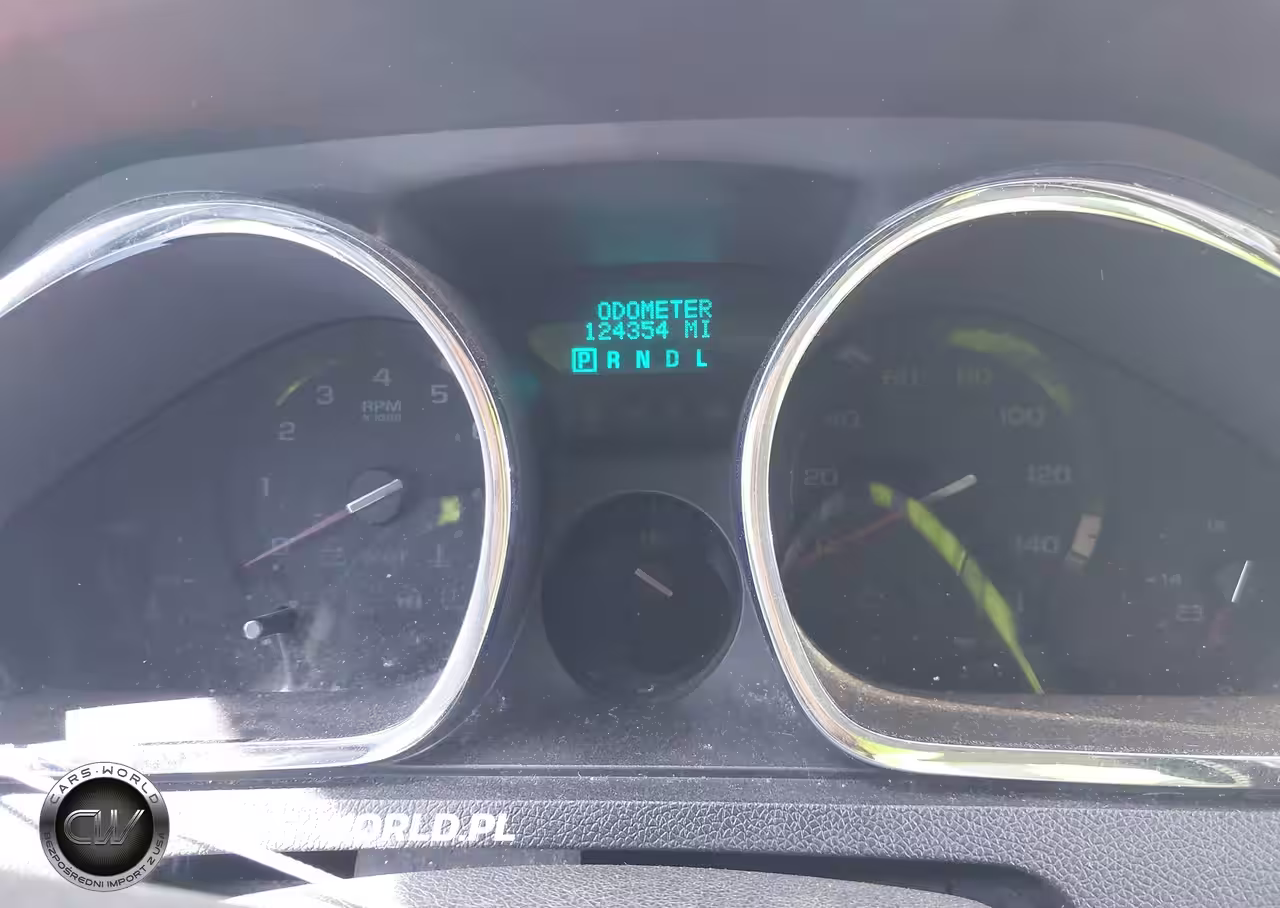 ODOMETER
124354 MI
P R N D L
1
2
3
4
5
RPM
20
40
60
80
100
120
140
CARS-WORLD
CW
BEZPOŚREDNI IMPORT Z USA
WORLD.PL